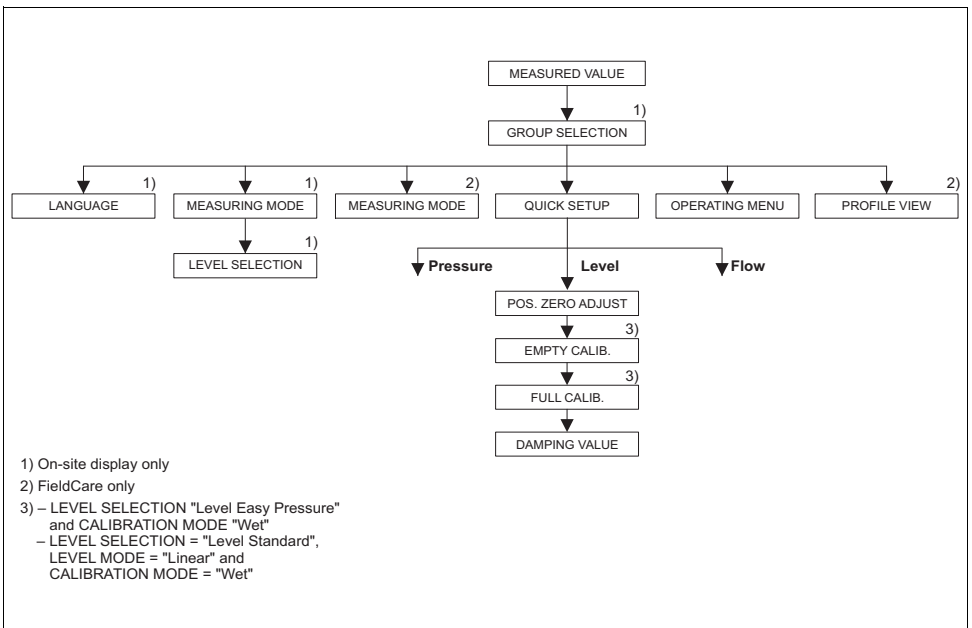 MEASURED VALUE
1)
GROUP SELECTION
1)
LANGUAGE
1)
MEASURING MODE
2)
MEASURING MODE
QUICK SETUP
OPERATING MENU
2)
PROFILE VIEW
1)
LEVEL SELECTION
Pressure
Level
Flow
POS. ZERO ADJUST
3)
EMPTY CALIB.
3)
FULL CALIB.
DAMPING VALUE
1) On-site display only
2) FieldCare only
3) – LEVEL SELECTION "Level Easy Pressure"
and CALIBRATION MODE "Wet"
– LEVEL SELECTION = "Level Standard",
LEVEL MODE = "Linear" and
CALIBRATION MODE = "Wet"